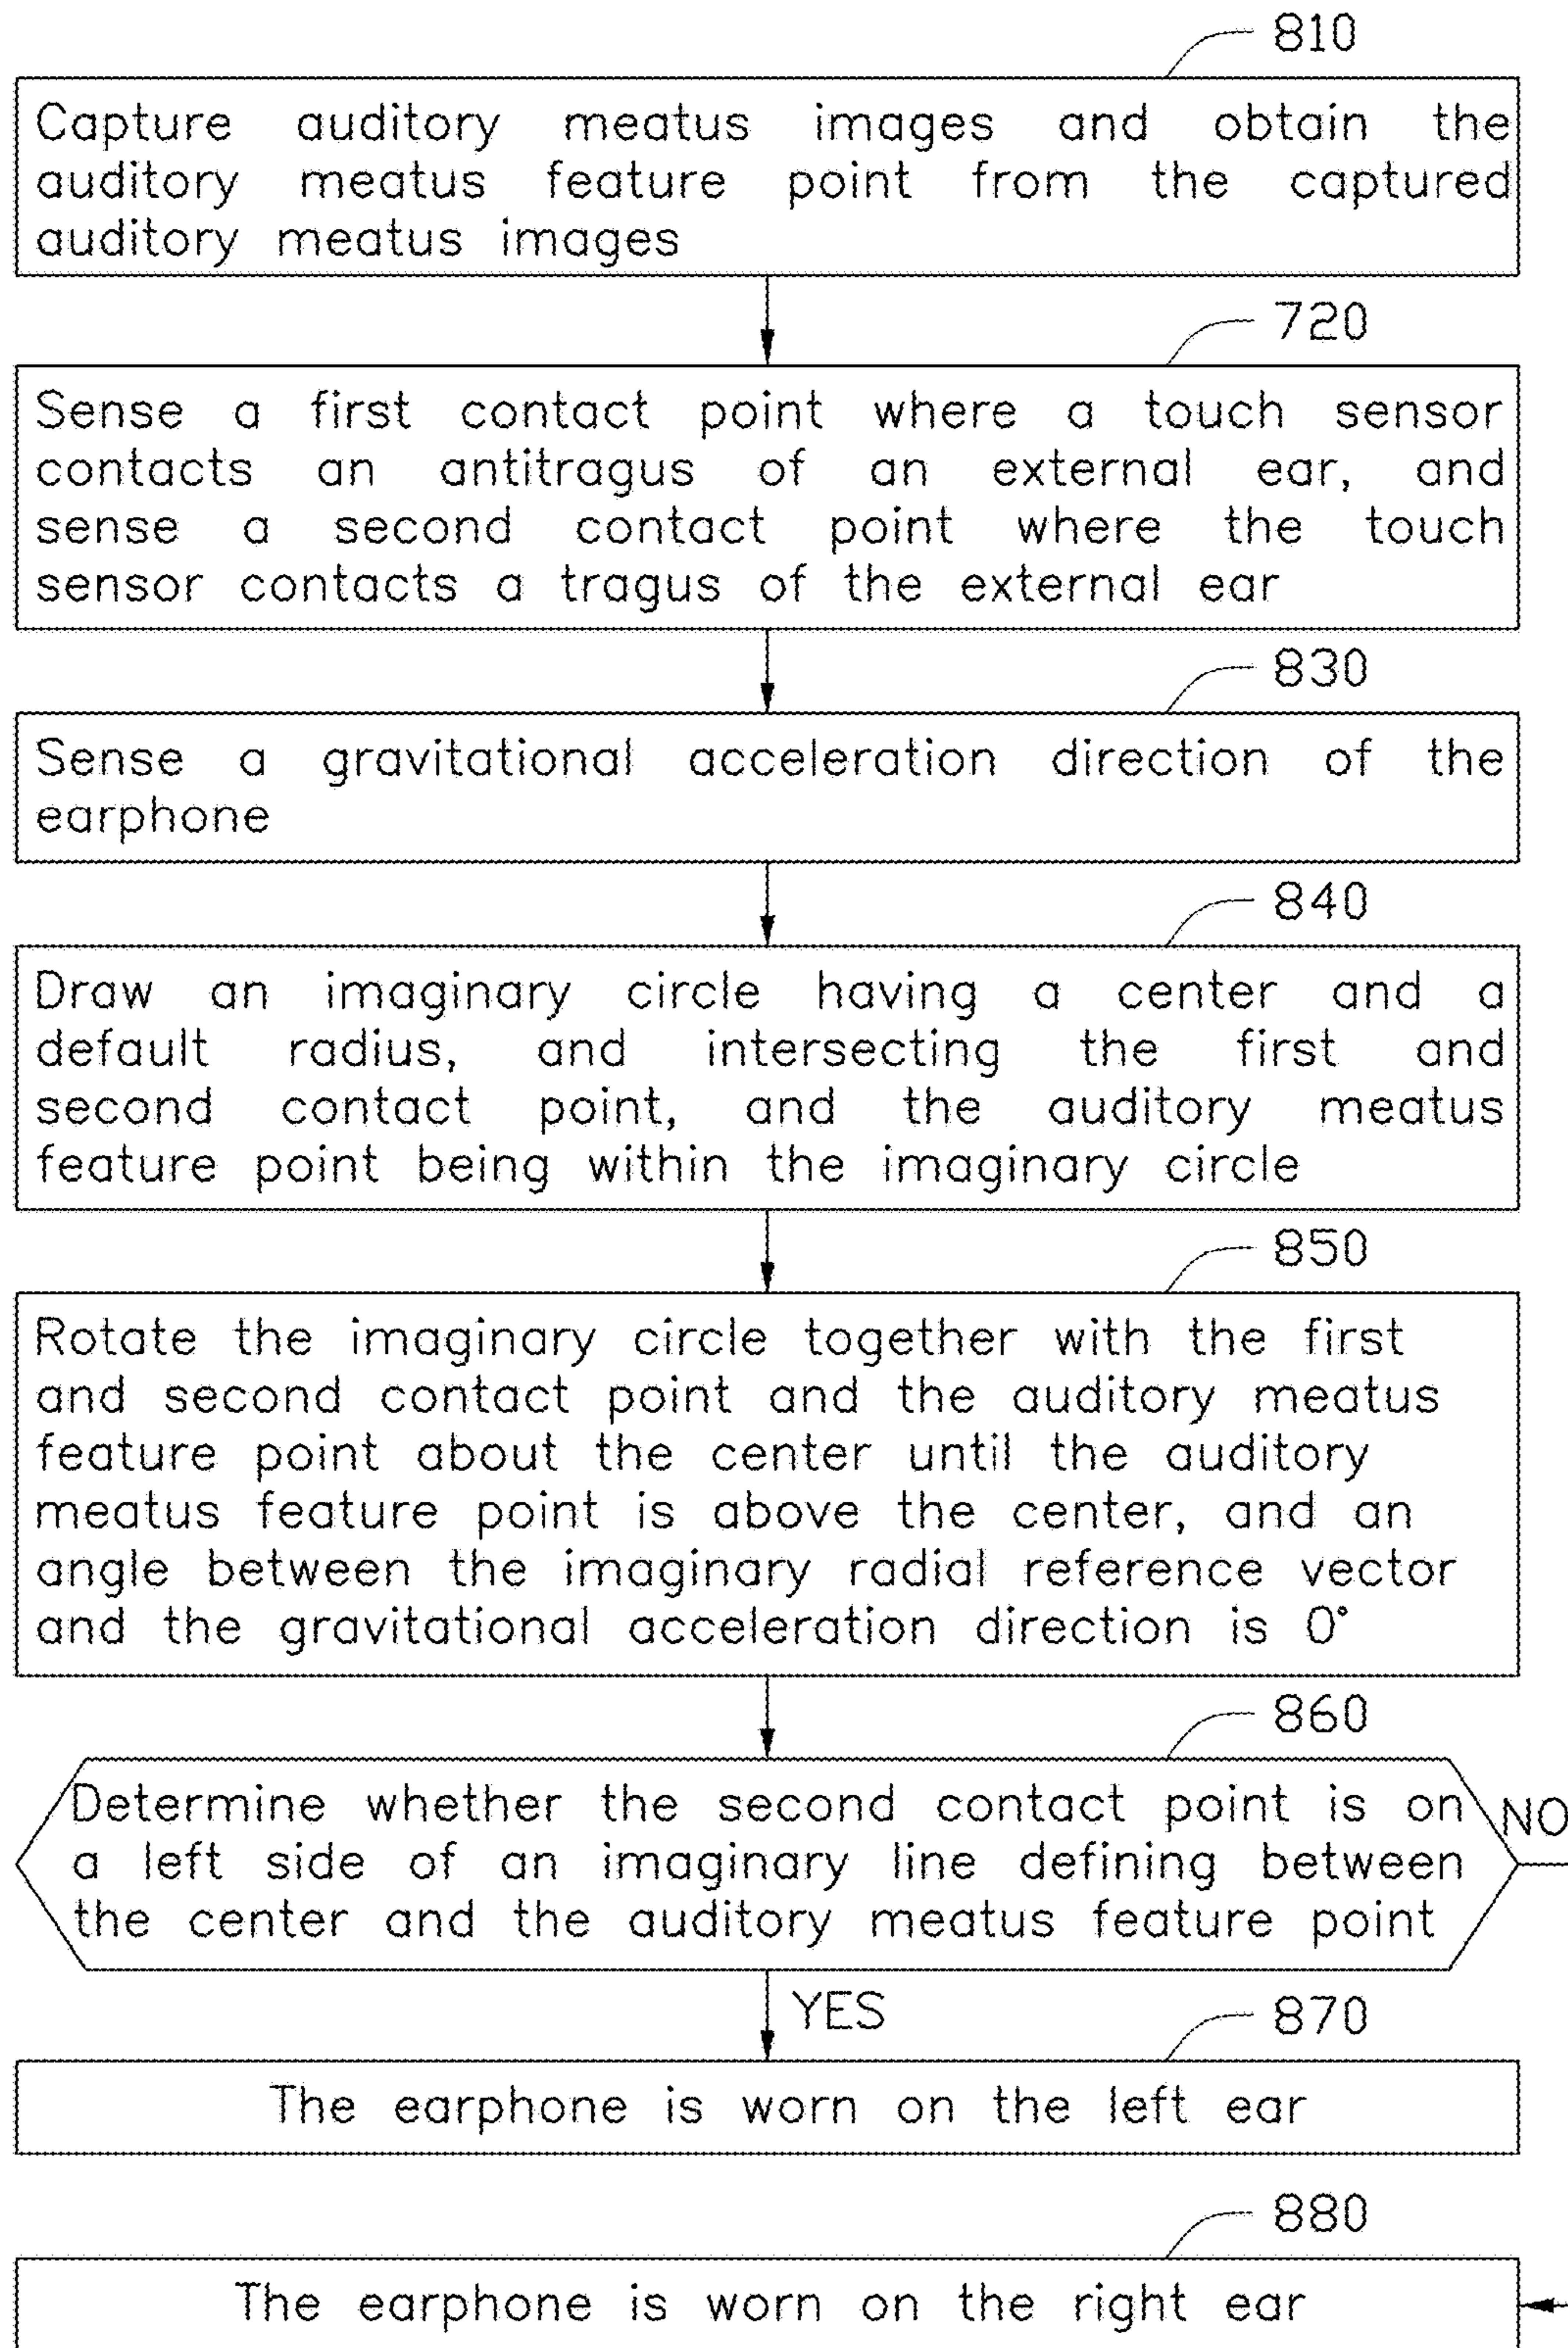 810
Capture auditory meatus images and obtain the
auditory meatus feature point from the captured
auditory meatus images
720
Sense a first contact point where a touch sensor
contacts an antitragus of an external ear, and
sense a second contact point where the touch
sensor contacts a tragus of the external ear
830
Sense a gravitational acceleration direction of the
earphone
840
Draw an imaginary circle having a center and a
default radius, and intersecting the first and
second contact point, and the auditory meatus
feature point being within the imaginary circle
850
Rotate the imaginary circle together with the first
and second contact point and the auditory meatus
feature point about the center until the auditory
meatus feature point is above the center, and an
angle between the imaginary radial reference vector
and the gravitational acceleration direction is 0°
860
Determine whether the second contact point is on
a left side of an imaginary line defining between
the center and the auditory meatus feature point
NO
YES
870
The earphone is worn on the left ear
880
The earphone is worn on the right ear